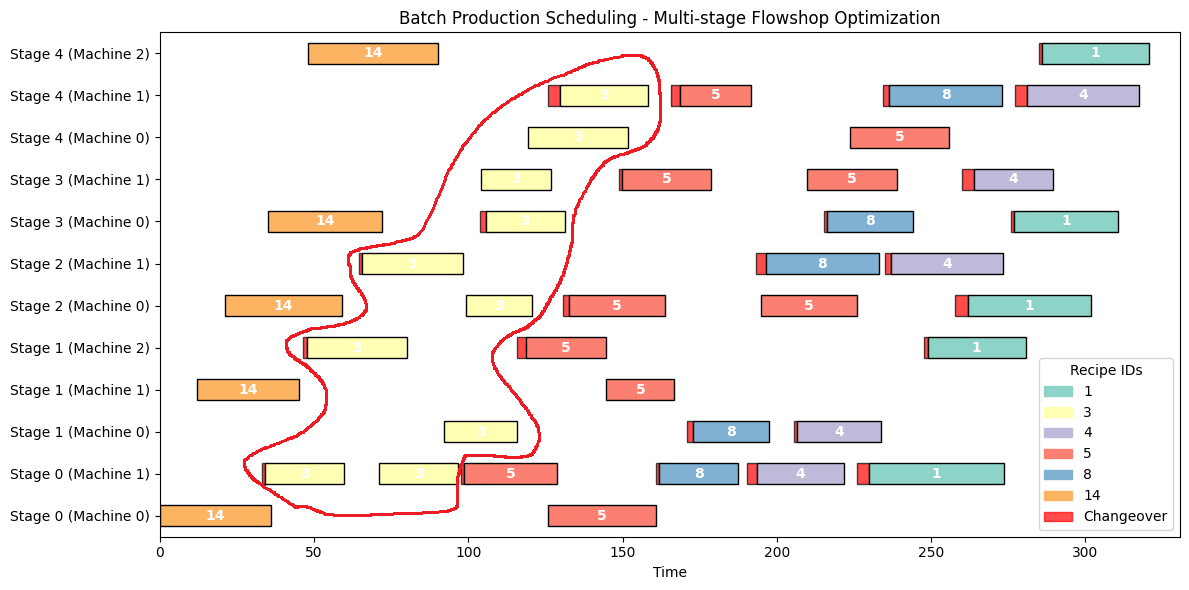 Batch Production Scheduling - Multi-stage Flowshop Optimization
Stage 4 (Machine 2) 14 1
Stage 4 (Machine 1) 3 5 8 4
Stage 4 (Machine 0) 3 5
Stage 3 (Machine 1) 3 5 5 4
Stage 3 (Machine 0) 14 3 8 1
Stage 2 (Machine 1) 3 8 4
Stage 2 (Machine 0) 14 3 5 5 1
Stage 1 (Machine 2) 3 5 1
Stage 1 (Machine 1) 14 5
Stage 1 (Machine 0) 3 8 4
Stage 0 (Machine 1) 3 3 5 8 4 1
Stage 0 (Machine 0) 14 5
0 50 100 150 200 250 300
Time
Recipe IDs
1
3
4
5
8
14
Changeover